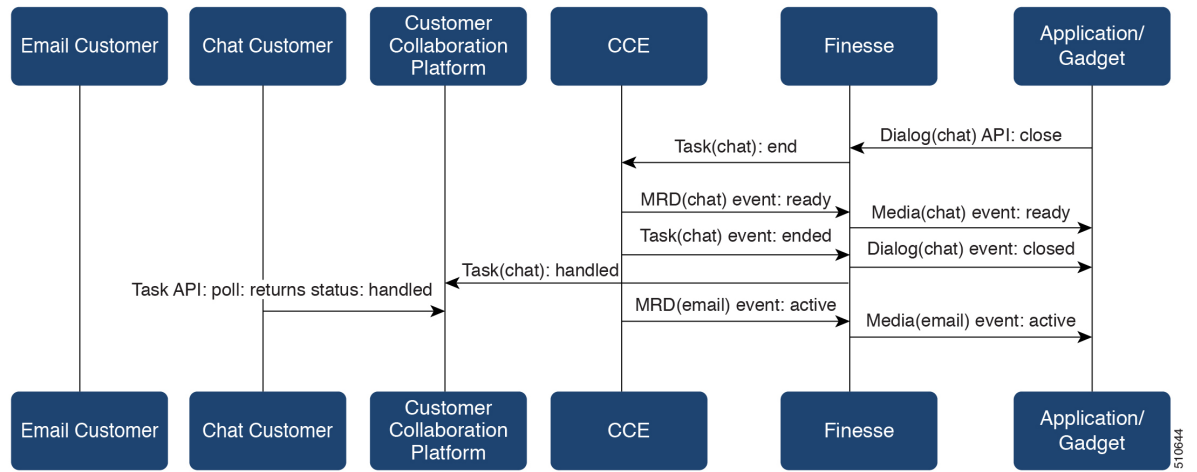 Email Customer
Chat Customer
Customer
Collaboration
Platform
CCE
Finesse
Application/
Gadget
Dialog(chat) API: close
Task(chat): end
MRD(chat) event: ready
Media(chat) event: ready
Task(chat) event: ended
Dialog(chat) event: closed
Task(chat): handled
Task API: poll: returns status: handled
MRD(email) event: active
Media(email) event: active
Email Customer
Chat Customer
Customer
Collaboration
Platform
CCE
Finesse
Application/
Gadget
510644